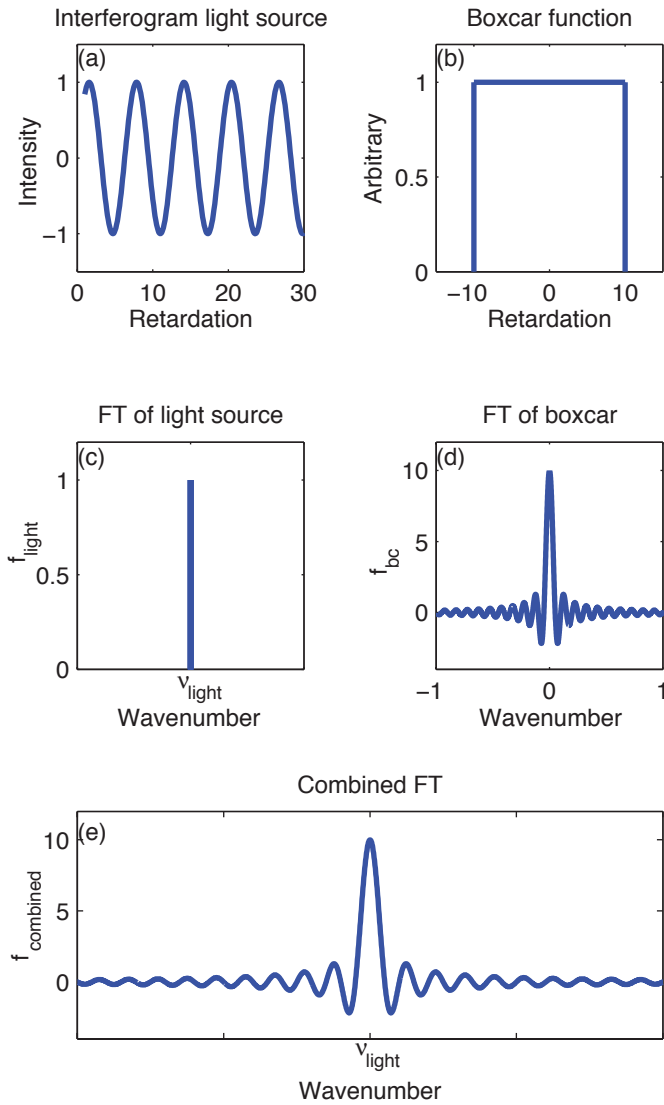 Interferogram light source
(a)
Intensity
1
0
−1
0 10 20 30
Retardation
Boxcar function
(b)
Arbitrary
1
0.5
0
−10 0 10
Retardation
FT of light source
(c)
f_light
1
0.5
0
ν_light
Wavenumber
FT of boxcar
(d)
f_bc
10
5
0
−1 0 1
Wavenumber
Combined FT
(e)
f_combined
10
5
0
ν_light
Wavenumber